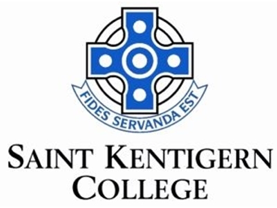 FIDES SERVANDA EST
SAINT KENTIGERN
COLLEGE